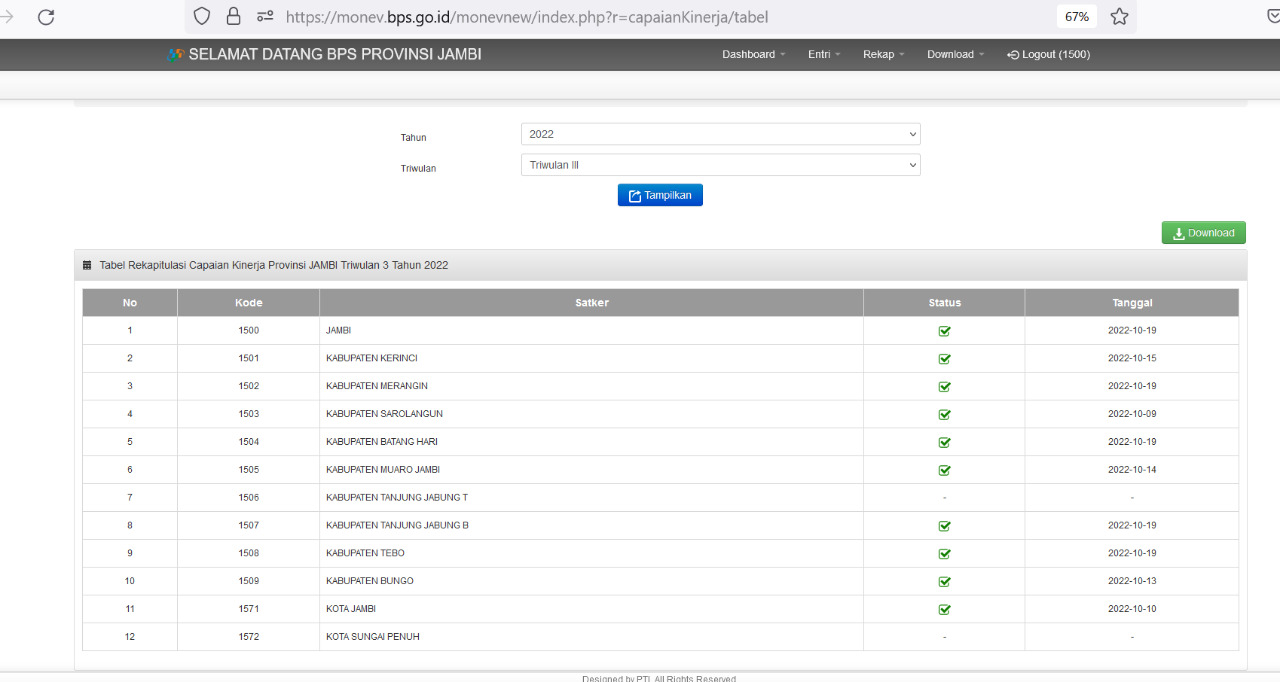 https://monev.bps.go.id/monevnew/index.php?r=capaianKinerja/tabel 67%
SELAMAT DATANG BPS PROVINSI JAMBI Dashboard Entri Rekap Download Logout (1500)
Tahun 2022
Triwulan Triwulan III
Tampilkan
Download
Tabel Rekapitulasi Capaian Kinerja Provinsi JAMBI Triwulan 3 Tahun 2022
No Kode Satker Status Tanggal
1 1500 JAMBI 2022-10-19
2 1501 KABUPATEN KERINCI 2022-10-15
3 1502 KABUPATEN MERANGIN 2022-10-19
4 1503 KABUPATEN SAROLANGUN 2022-10-09
5 1504 KABUPATEN BATANG HARI 2022-10-19
6 1505 KABUPATEN MUARO JAMBI 2022-10-14
7 1506 KABUPATEN TANJUNG JABUNG T - -
8 1507 KABUPATEN TANJUNG JABUNG B 2022-10-19
9 1508 KABUPATEN TEBO 2022-10-19
10 1509 KABUPATEN BUNGO 2022-10-13
11 1571 KOTA JAMBI 2022-10-10
12 1572 KOTA SUNGAI PENUH - -
Designed by PTI. All Rights Reserved